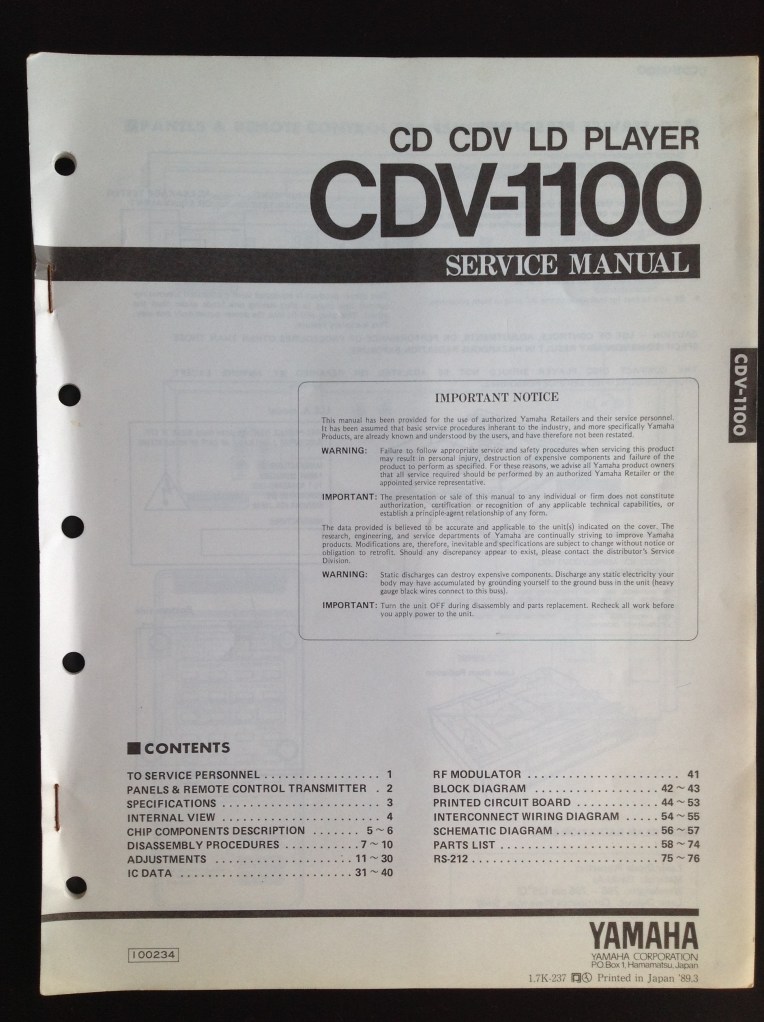 CD CDV LD PLAYER
CDV-1100
SERVICE MANUAL
CDV-1100
IMPORTANT NOTICE
This manual has been provided for the use of authorized Yamaha Retailers and their service personnel.
It has been assumed that basic service procedures inherant to the industry, and more specifically Yamaha
Products, are already known and understood by the users, and have therefore not been restated.
WARNING: Failure to follow appropriate service and safety procedures when servicing this product
may result in personal injury, destruction of expensive components and failure of the
product to perform as specified. For these reasons, we advise all Yamaha product owners
that all service required should be performed by an authorized Yamaha Retailer or the
appointed service representative.
IMPORTANT: The presentation or sale of this manual to any individual or firm does not constitute
authorization, certification or recognition of any applicable technical capabilities, or
establish a principle-agent relationship of any form.
The data provided is believed to be accurate and applicable to the unit(s) indicated on the cover. The
research, engineering, and service departments of Yamaha are continually striving to improve Yamaha
products. Modifications are, therefore, inevitable and specifications are subject to change without notice or
obligation to retrofit. Should any discrepancy appear to exist, please contact the distributor's Service
Division.
WARNING: Static discharges can destroy expensive components. Discharge any static electricity your
body may have accumulated by grounding yourself to the ground buss in the unit (heavy
gauge black wires connect to this buss).
IMPORTANT: Turn the unit OFF during disassembly and parts replacement. Recheck all work before
you apply power to the unit.
■ CONTENTS
TO SERVICE PERSONNEL . . . . . . . . . . . . . . . . 1
PANELS & REMOTE CONTROL TRANSMITTER . 2
SPECIFICATIONS . . . . . . . . . . . . . . . . . . . . . . 3
INTERNAL VIEW . . . . . . . . . . . . . . . . . . . . . . . 4
CHIP COMPONENTS DESCRIPTION . . . . . . . 5 ~ 6
DISASSEMBLY PROCEDURES . . . . . . . . . . . 7 ~ 10
ADJUSTMENTS . . . . . . . . . . . . . . . . . . . . 11 ~ 30
IC DATA . . . . . . . . . . . . . . . . . . . . . . . . 31 ~ 40
RF MODULATOR . . . . . . . . . . . . . . . . . . . . . 41
BLOCK DIAGRAM . . . . . . . . . . . . . . . . . . 42 ~ 43
PRINTED CIRCUIT BOARD . . . . . . . . . . . . 44 ~ 53
INTERCONNECT WIRING DIAGRAM . . . . . 54 ~ 55
SCHEMATIC DIAGRAM . . . . . . . . . . . . . . . 56 ~ 57
PARTS LIST . . . . . . . . . . . . . . . . . . . . . . 58 ~ 74
RS-212 . . . . . . . . . . . . . . . . . . . . . . . . . . 75 ~ 76
100234
YAMAHA
YAMAHA CORPORATION
P.O.Box 1, Hamamatsu, Japan
1.7K-237 Printed in Japan '89.3